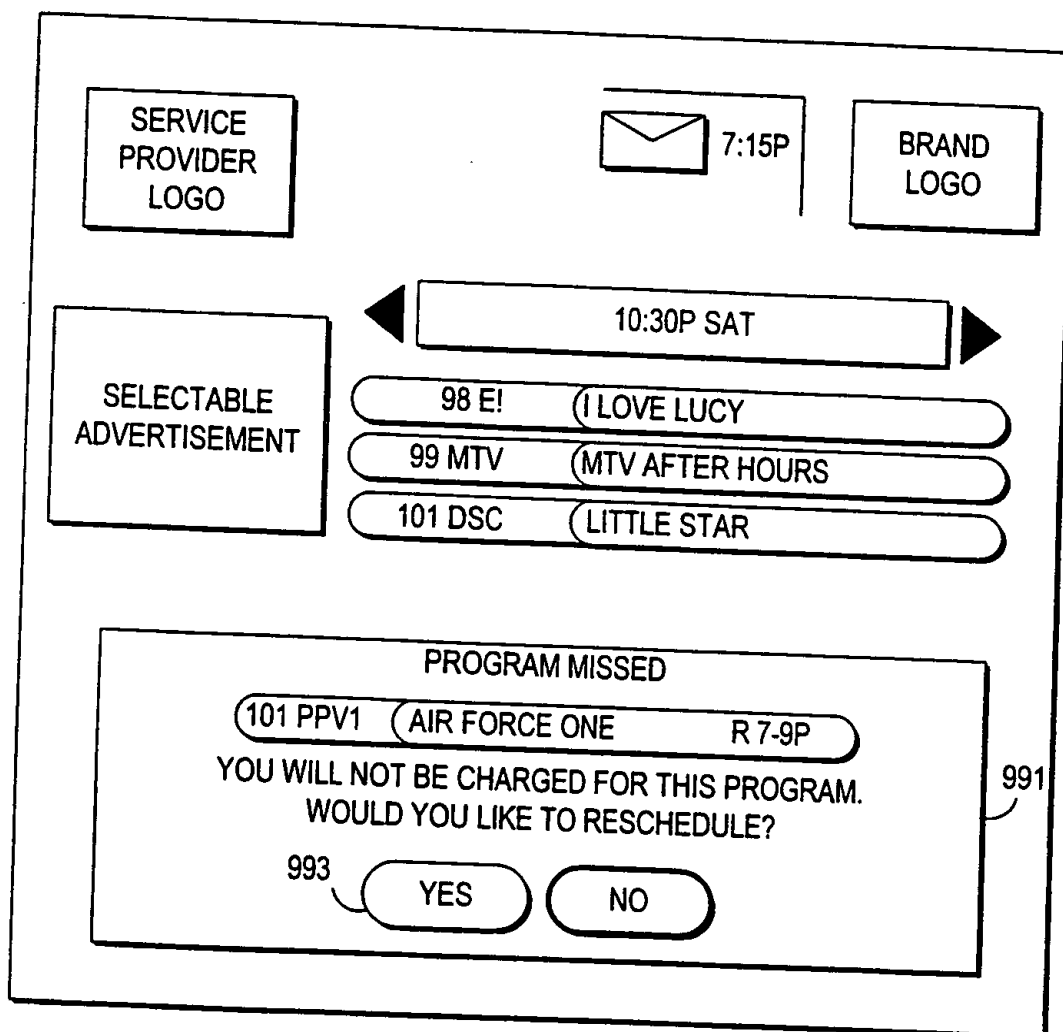 SERVICE
PROVIDER
LOGO
7:15P
BRAND
LOGO
10:30P SAT
SELECTABLE
ADVERTISEMENT
98 E! I LOVE LUCY
99 MTV MTV AFTER HOURS
101 DSC LITTLE STAR
PROGRAM MISSED
101 PPV1 AIR FORCE ONE R 7-9P
YOU WILL NOT BE CHARGED FOR THIS PROGRAM.
WOULD YOU LIKE TO RESCHEDULE?
991
993
YES NO